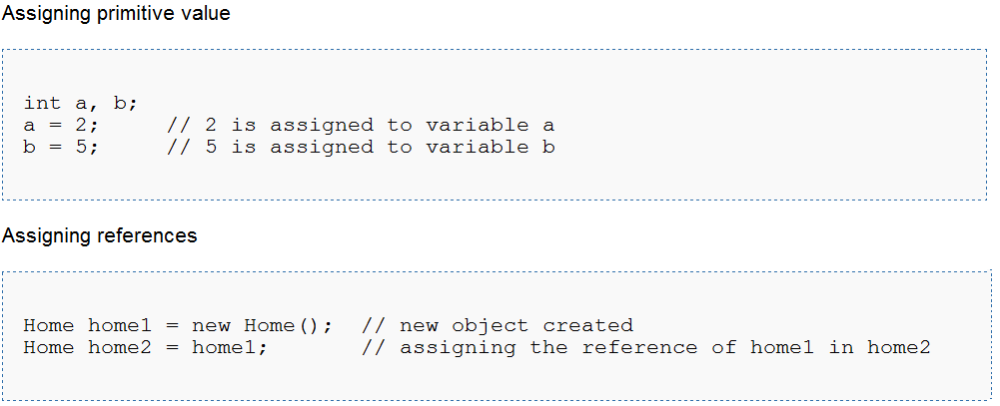 Assigning primitive value
int a, b;
a = 2;      // 2 is assigned to variable a
b = 5;      // 5 is assigned to variable b
Assigning references
Home home1 = new Home();  // new object created
Home home2 = home1;       // assigning the reference of home1 in home2